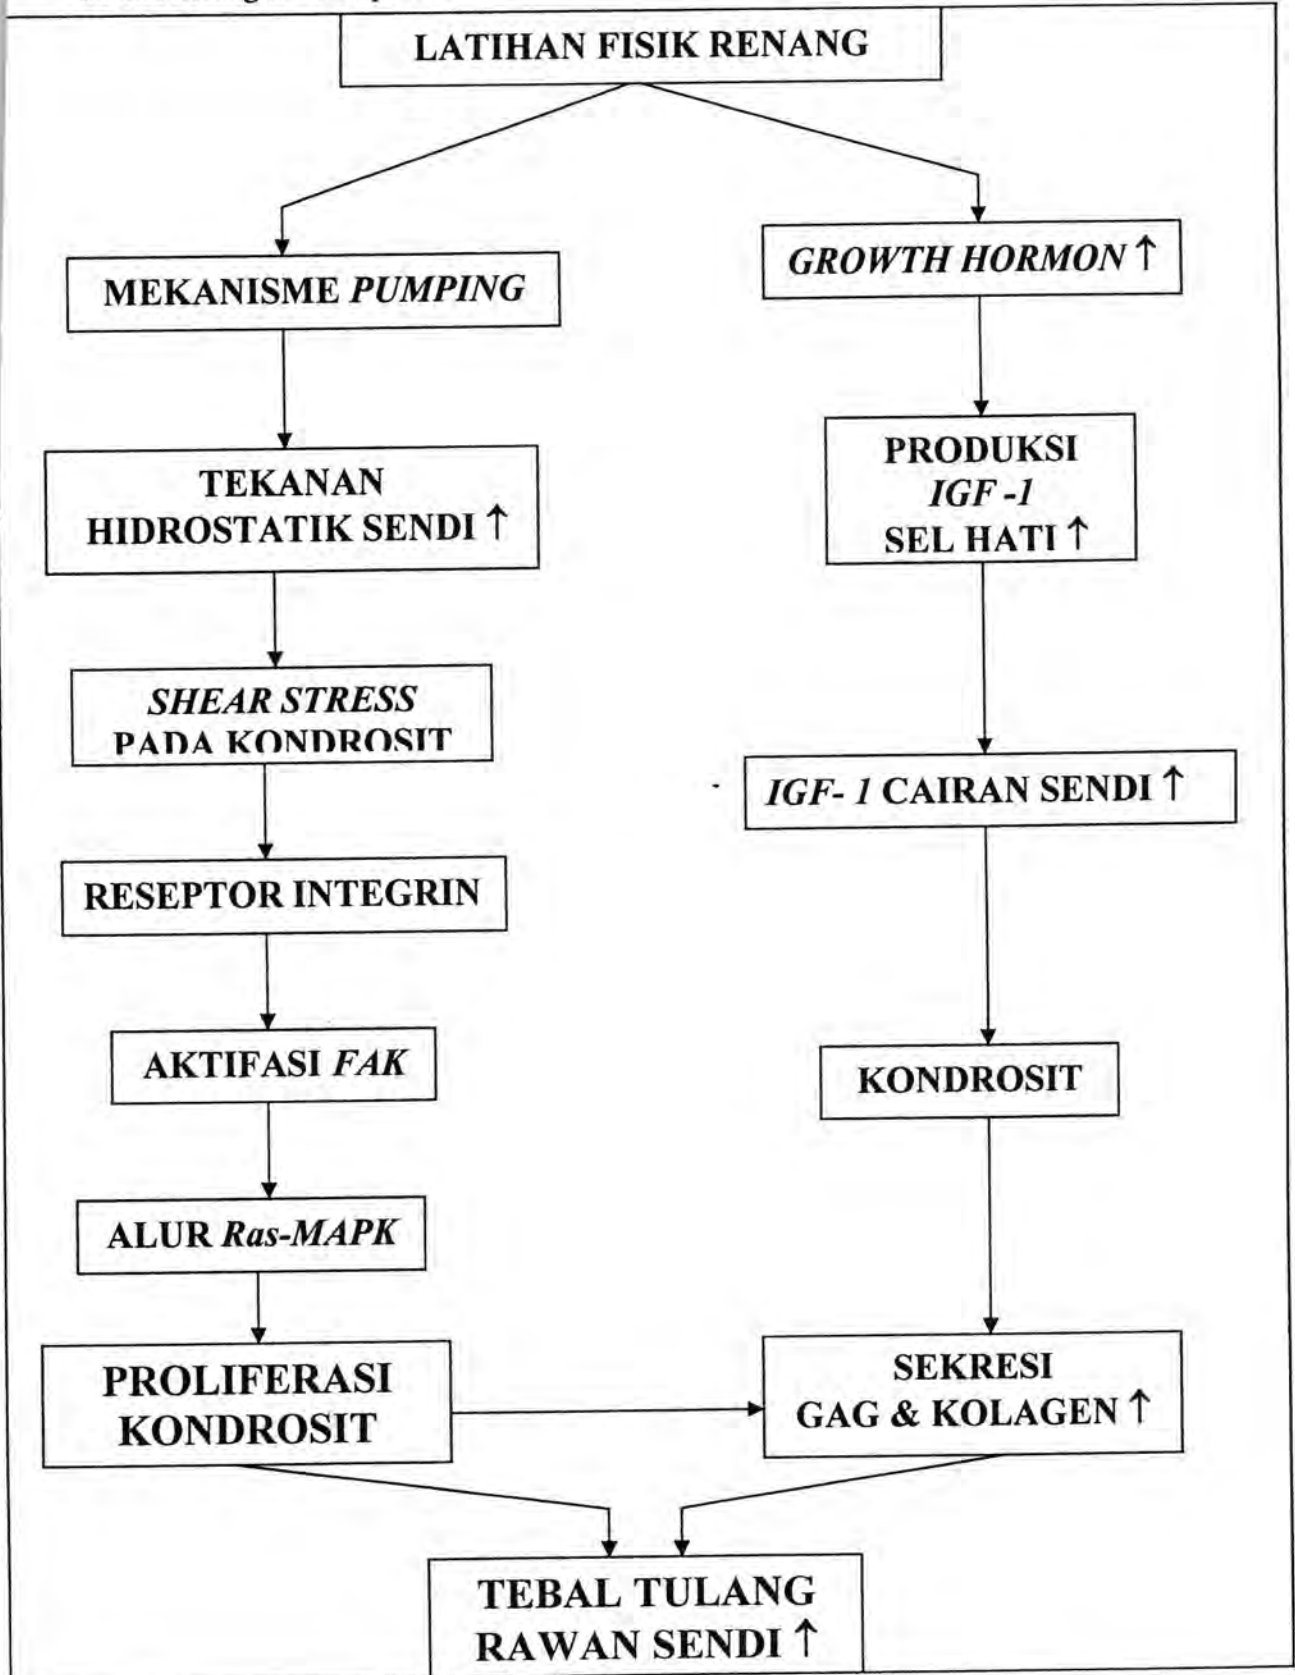 LATIHAN FISIK RENANG
MEKANISME PUMPING
GROWTH HORMON ↑
TEKANAN
HIDROSTATIK SENDI ↑
PRODUKSI
IGF -1
SEL HATI ↑
SHEAR STRESS
PADA KONDROSIT
IGF- 1 CAIRAN SENDI ↑
RESEPTOR INTEGRIN
AKTIFASI FAK
KONDROSIT
ALUR Ras-MAPK
PROLIFERASI
KONDROSIT
SEKRESI
GAG & KOLAGEN ↑
TEBAL TULANG
RAWAN SENDI ↑